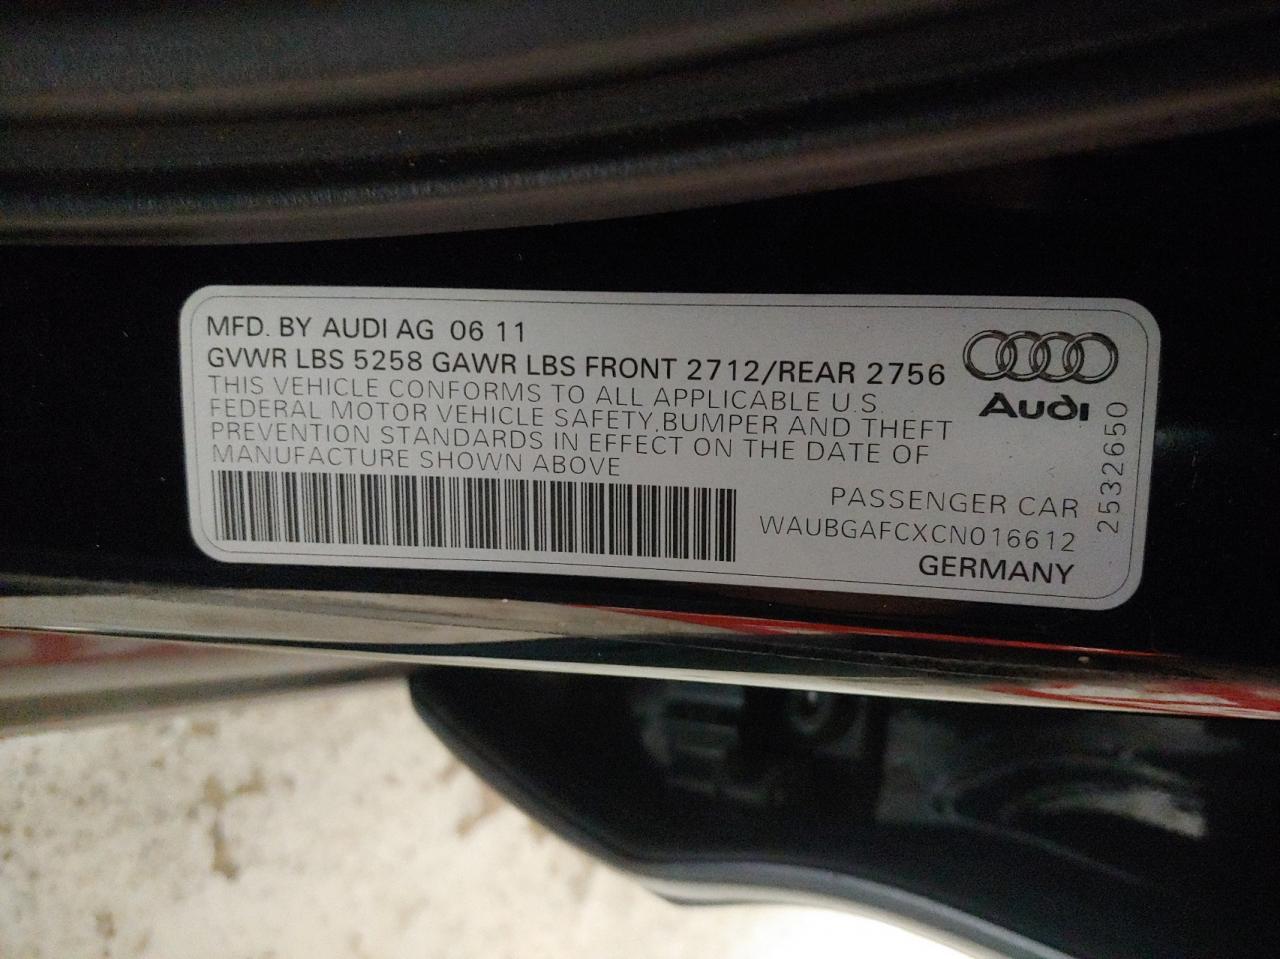 MFD. BY AUDI AG 06 11
GVWR LBS 5258 GAWR LBS FRONT 2712/REAR 2756
THIS VEHICLE CONFORMS TO ALL APPLICABLE U.S.
FEDERAL MOTOR VEHICLE SAFETY,BUMPER AND THEFT
PREVENTION STANDARDS IN EFFECT ON THE DATE OF
MANUFACTURE SHOWN ABOVE
Audi
2532650
PASSENGER CAR
WAUBGAFCXCN016612
GERMANY